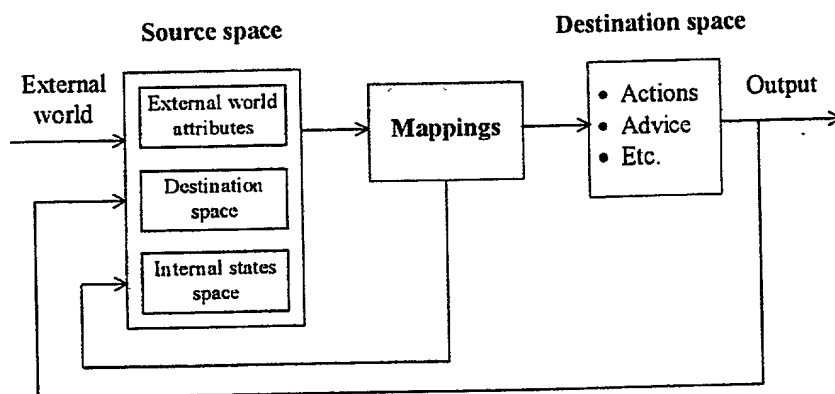 Source space
Destination space
External
world
External world
attributes
Destination
space
Internal states
space
Mappings
• Actions
• Advice
• Etc.
Output